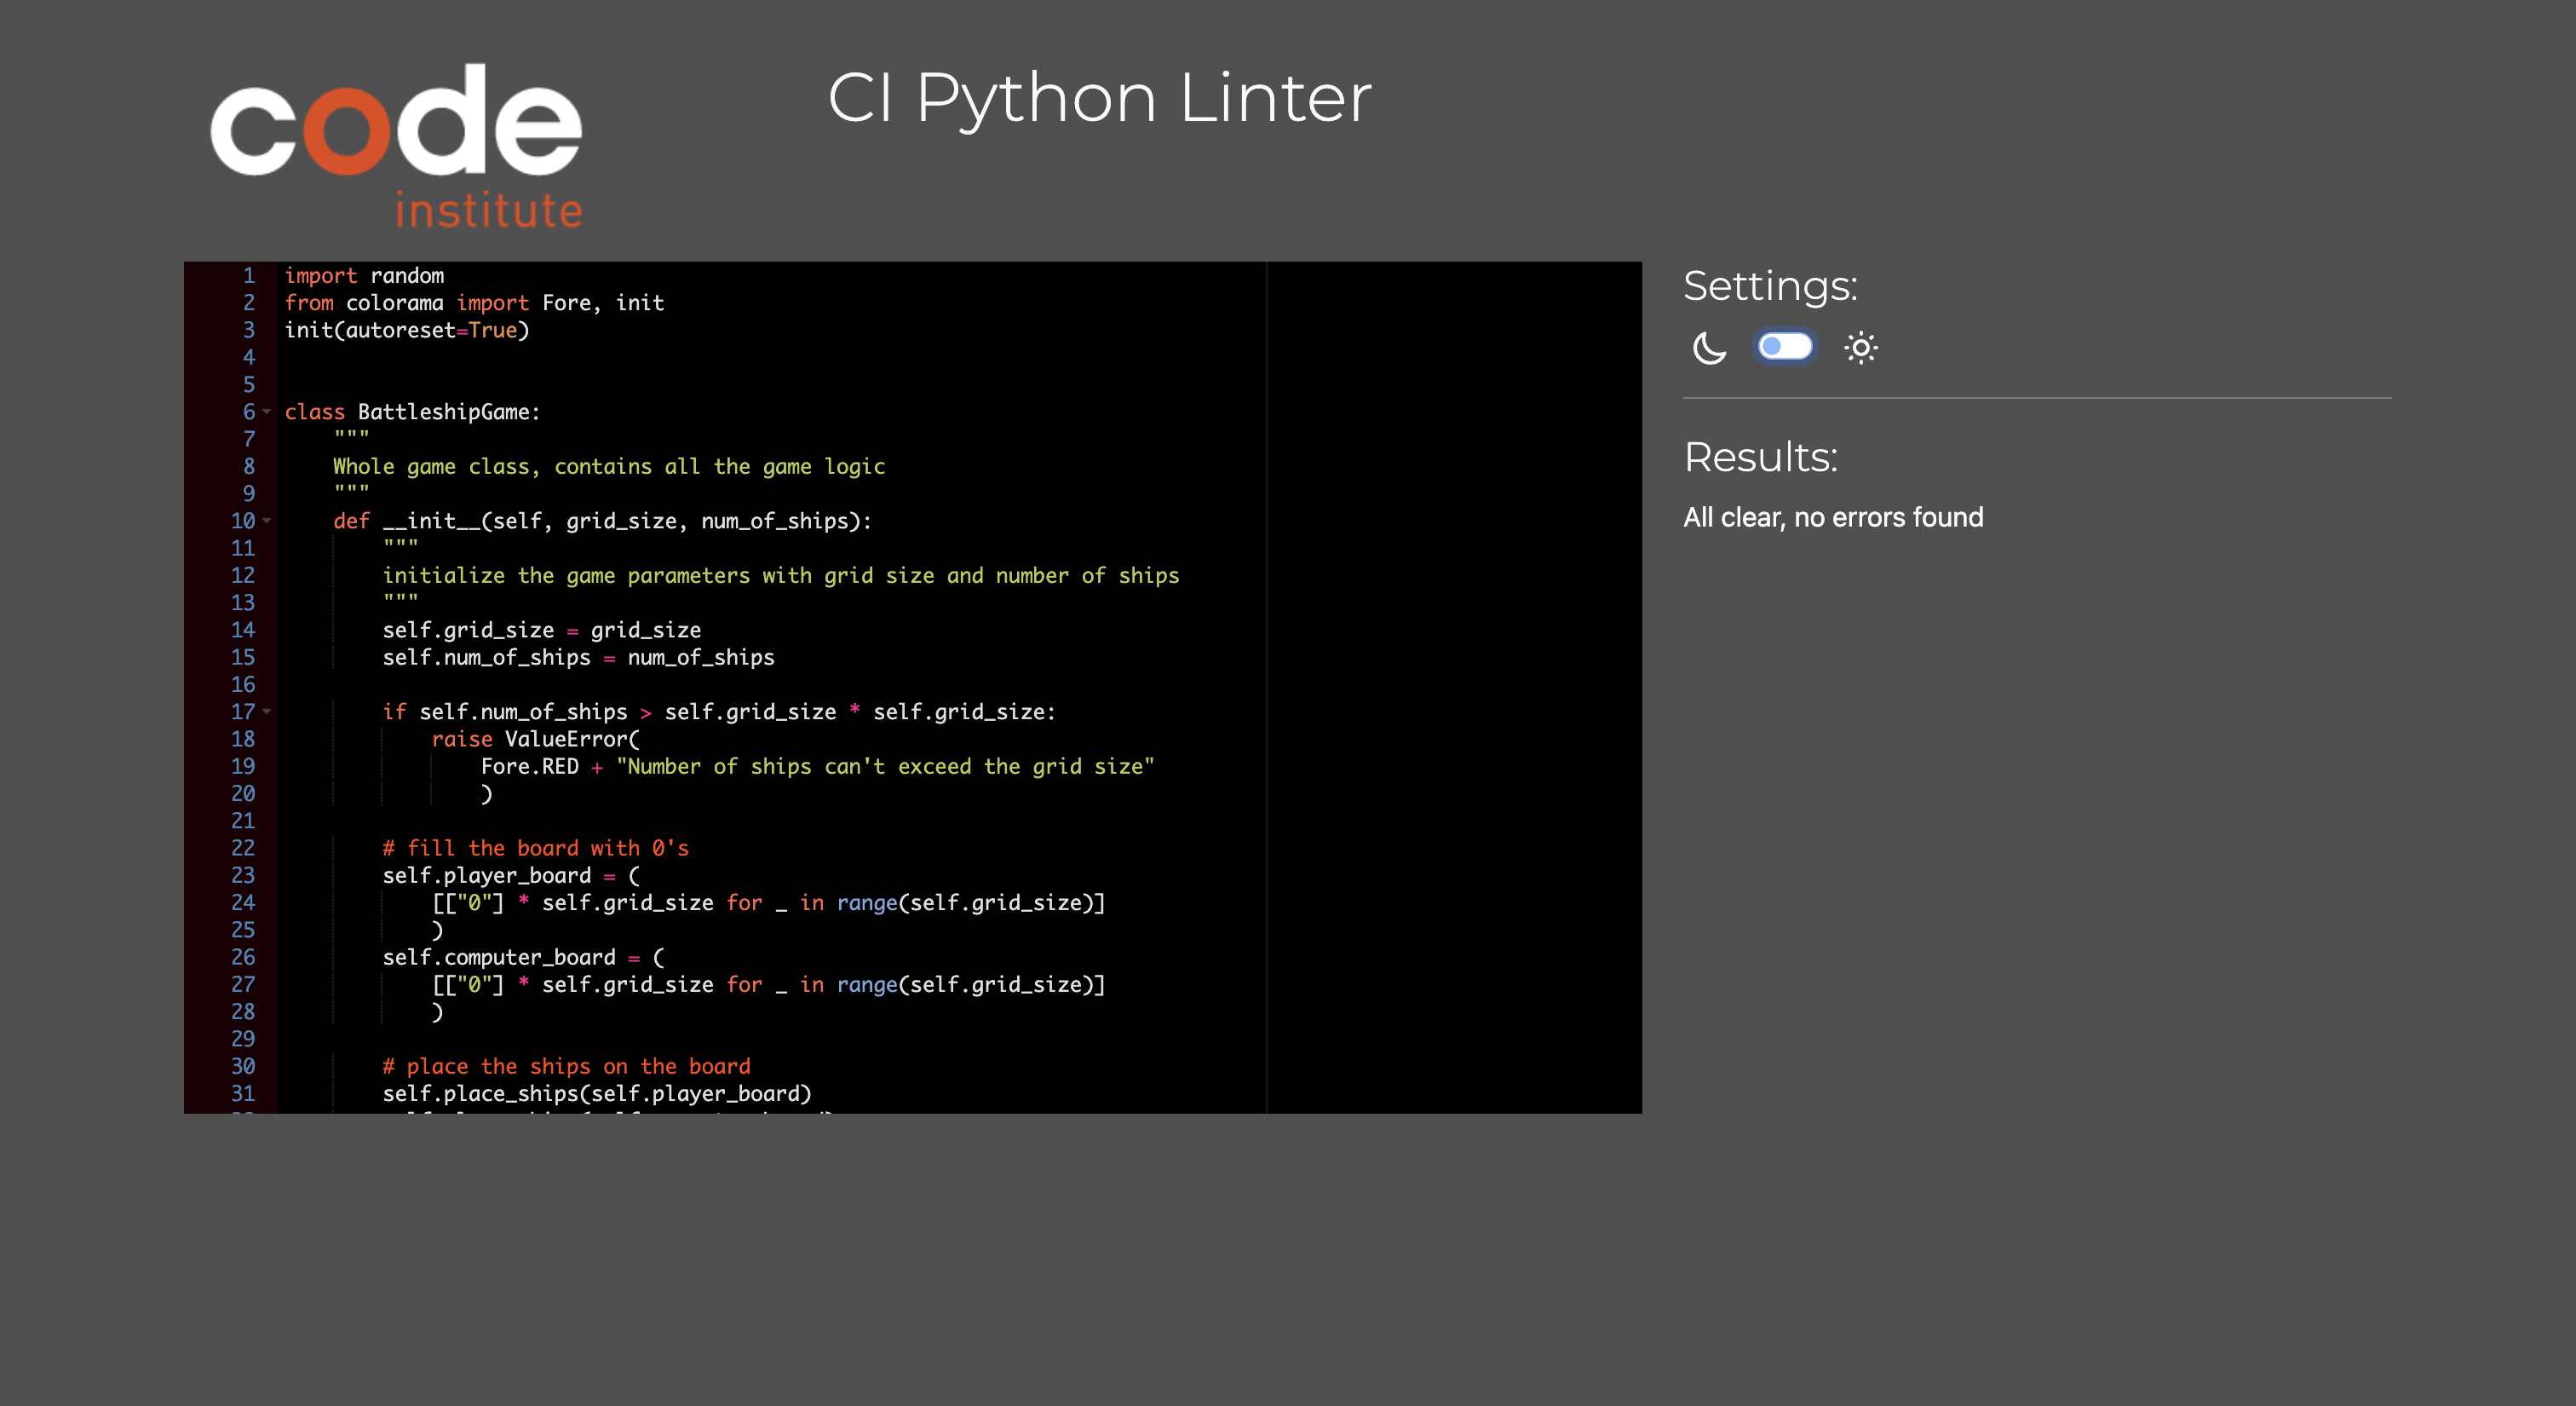 code
institute
CI Python Linter
1 import random
2 from colorama import Fore, init
3 init(autoreset=True)
4
5
6 class BattleshipGame:
7     """
8     Whole game class, contains all the game logic
9     """
10     def __init__(self, grid_size, num_of_ships):
11         """
12         initialize the game parameters with grid size and number of ships
13         """
14         self.grid_size = grid_size
15         self.num_of_ships = num_of_ships
16
17         if self.num_of_ships > self.grid_size * self.grid_size:
18             raise ValueError(
19                 Fore.RED + "Number of ships can't exceed the grid size"
20                 )
21
22         # fill the board with 0's
23         self.player_board = (
24             [["0"] * self.grid_size for _ in range(self.grid_size)]
25             )
26         self.computer_board = (
27             [["0"] * self.grid_size for _ in range(self.grid_size)]
28             )
29
30         # place the ships on the board
31         self.place_ships(self.player_board)
Settings:
Results:
All clear, no errors found